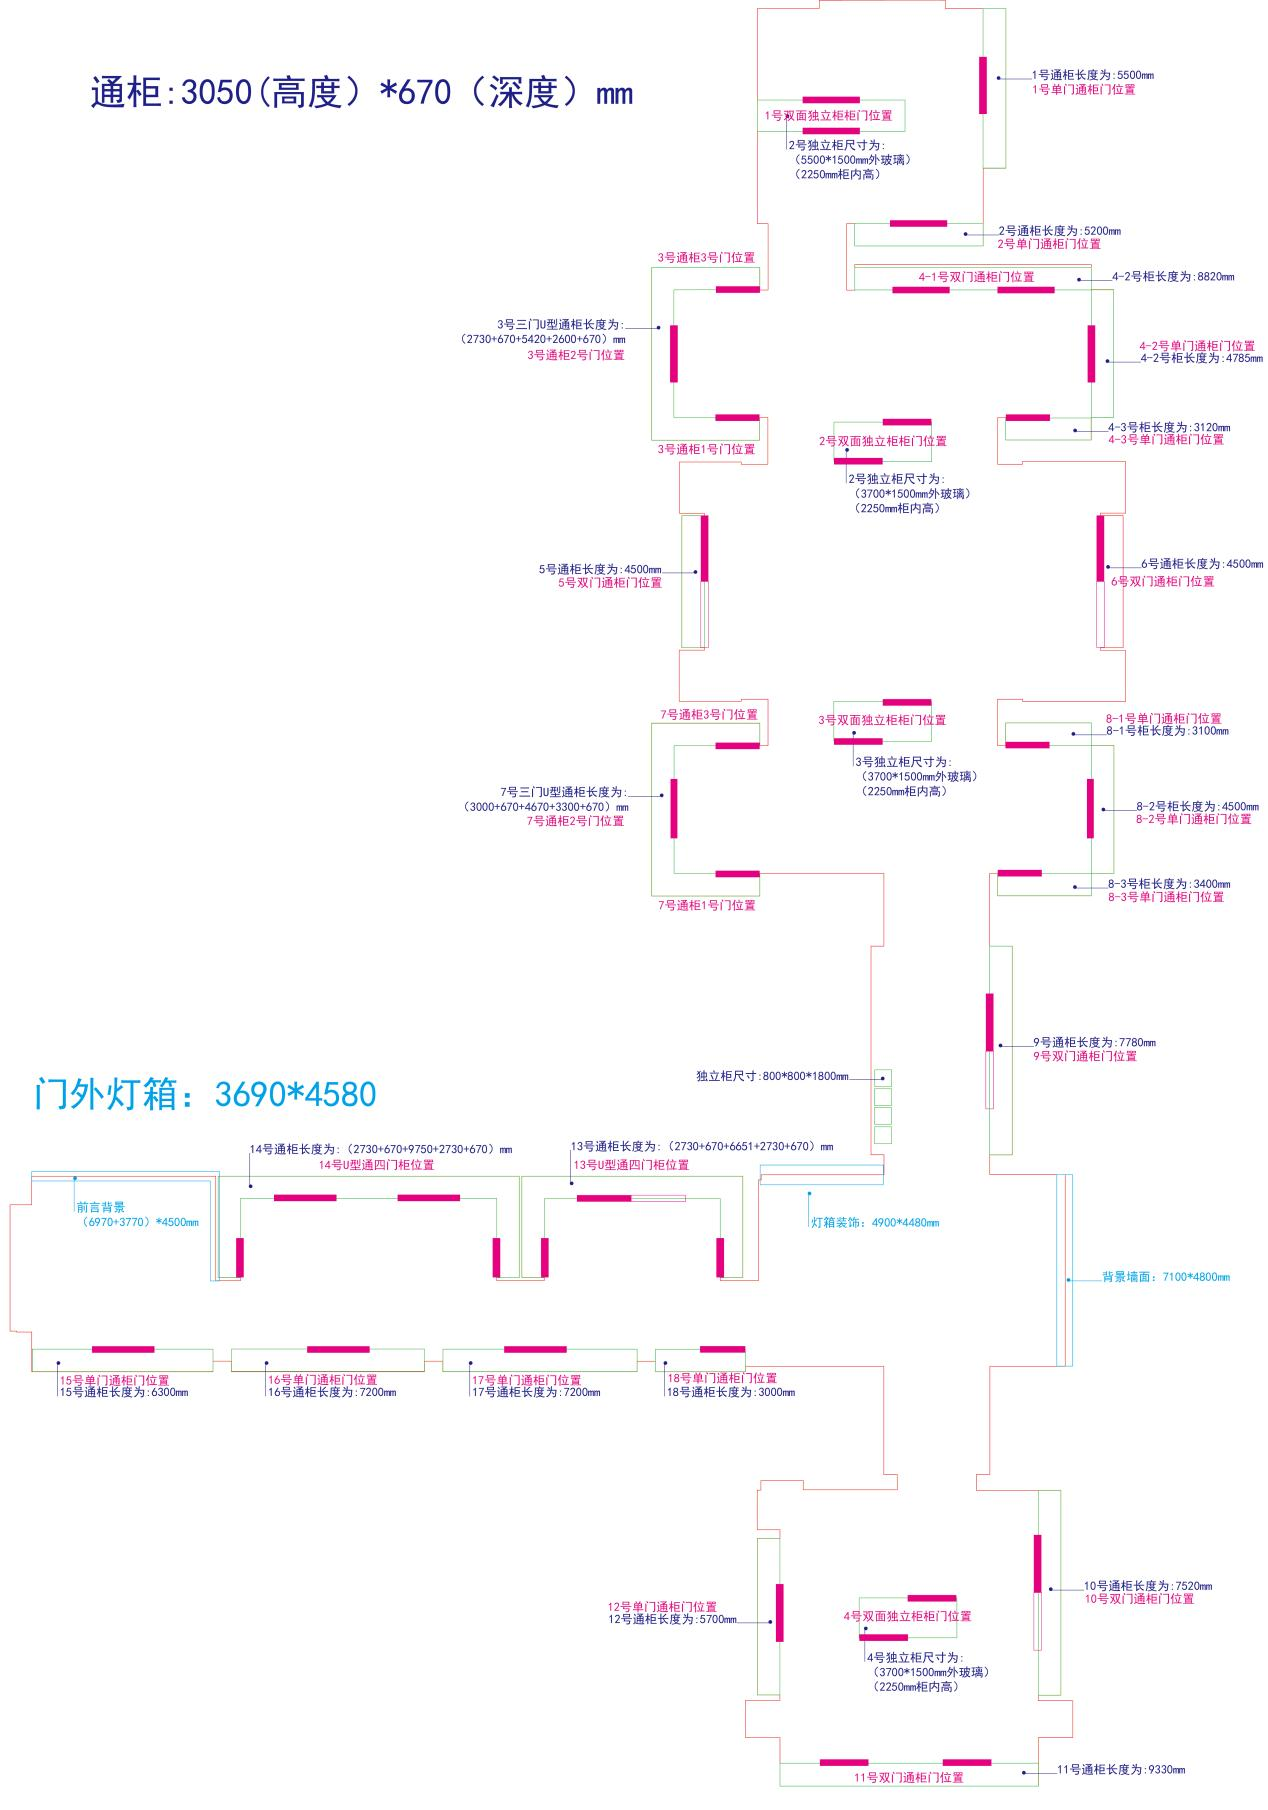 通柜:3050(高度）*670（深度）mm
1号通柜长度为:5500mm
1号单门通柜门位置
1号双面独立柜柜门位置
2号独立柜尺寸为:
（5500*1500mm外玻璃）
（2250mm柜内高）
2号通柜长度为:5200mm
2号单门通柜门位置
3号通柜3号门位置
4-1号双门通柜门位置
4-2号柜长度为:8820mm
3号三门U型通柜长度为:
（2730+670+5420+2600+670）mm
3号通柜2号门位置
4-2号单门通柜门位置
4-2号柜长度为:4785mm
3号通柜1号门位置
2号双面独立柜柜门位置
2号独立柜尺寸为:
（3700*1500mm外玻璃）
（2250mm柜内高）
4-3号柜长度为:3120mm
4-3号单门通柜门位置
5号通柜长度为:4500mm
5号双门通柜门位置
6号通柜长度为:4500mm
6号双门通柜门位置
7号通柜3号门位置
3号双面独立柜柜门位置
3号独立柜尺寸为:
（3700*1500mm外玻璃）
（2250mm柜内高）
8-1号单门通柜门位置
8-1号柜长度为:3100mm
7号三门U型通柜长度为:
（3000+670+4670+3300+670）mm
7号通柜2号门位置
8-2号柜长度为:4500mm
8-2号单门通柜门位置
7号通柜1号门位置
8-3号柜长度为:3400mm
8-3号单门通柜门位置
9号通柜长度为:7780mm
9号双门通柜门位置
独立柜尺寸:800*800*1800mm
门外灯箱：3690*4580
14号通柜长度为:（2730+670+9750+2730+670）mm
14号U型通四门柜位置
13号通柜长度为:（2730+670+6651+2730+670）mm
13号U型通四门柜位置
前言背景
（6970+3770）*4500mm
灯箱装饰：4900*4480mm
背景墙面：7100*4800mm
15号单门通柜门位置
15号通柜长度为:6300mm
16号单门通柜门位置
16号通柜长度为:7200mm
17号单门通柜门位置
17号通柜长度为:7200mm
18号单门通柜门位置
18号通柜长度为:3000mm
12号单门通柜门位置
12号通柜长度为:5700mm
4号双面独立柜柜门位置
4号独立柜尺寸为:
（3700*1500mm外玻璃）
（2250mm柜内高）
10号通柜长度为:7520mm
10号双门通柜门位置
11号双门通柜门位置
11号通柜长度为:9330mm